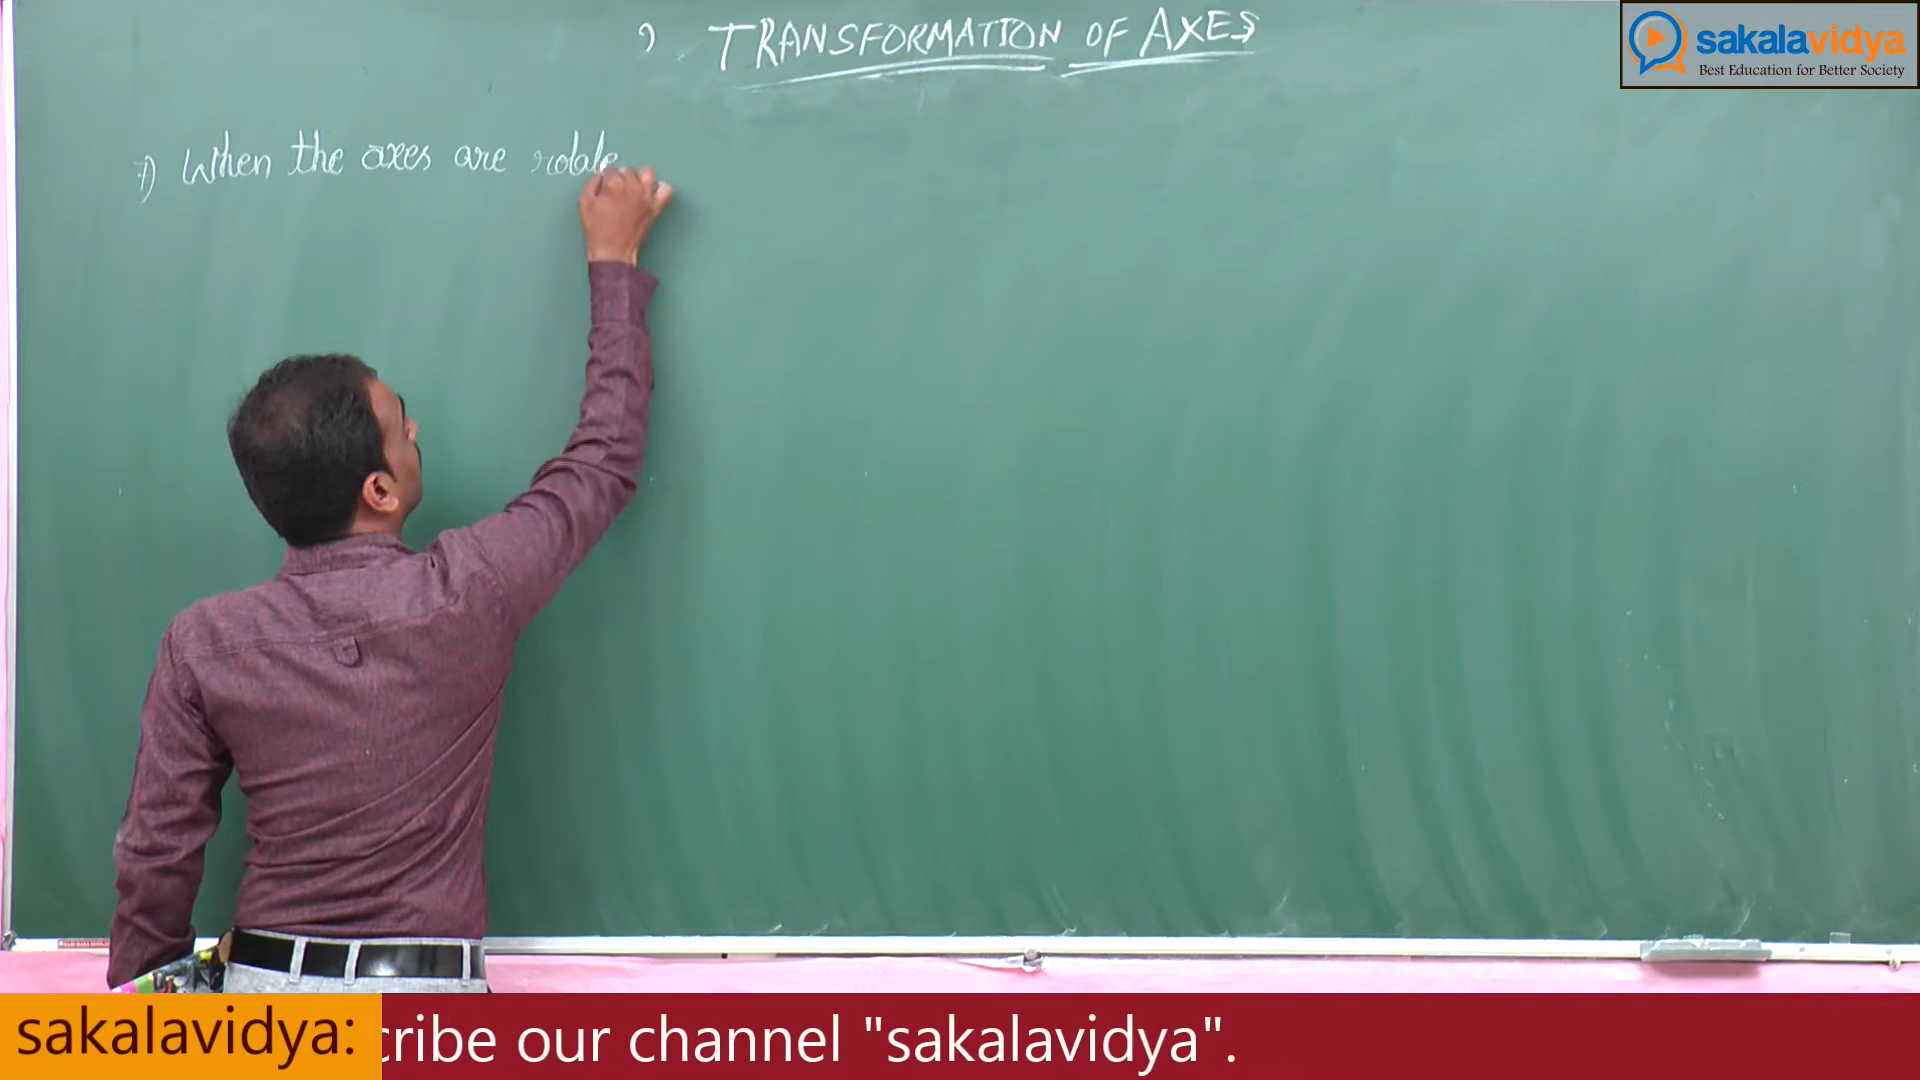 ) TRANSFORMATION OF AXES
sakalavidya
Best Education for Better Society
7) When the axes are rotate
sakalavidya: cribe our channel "sakalavidya".